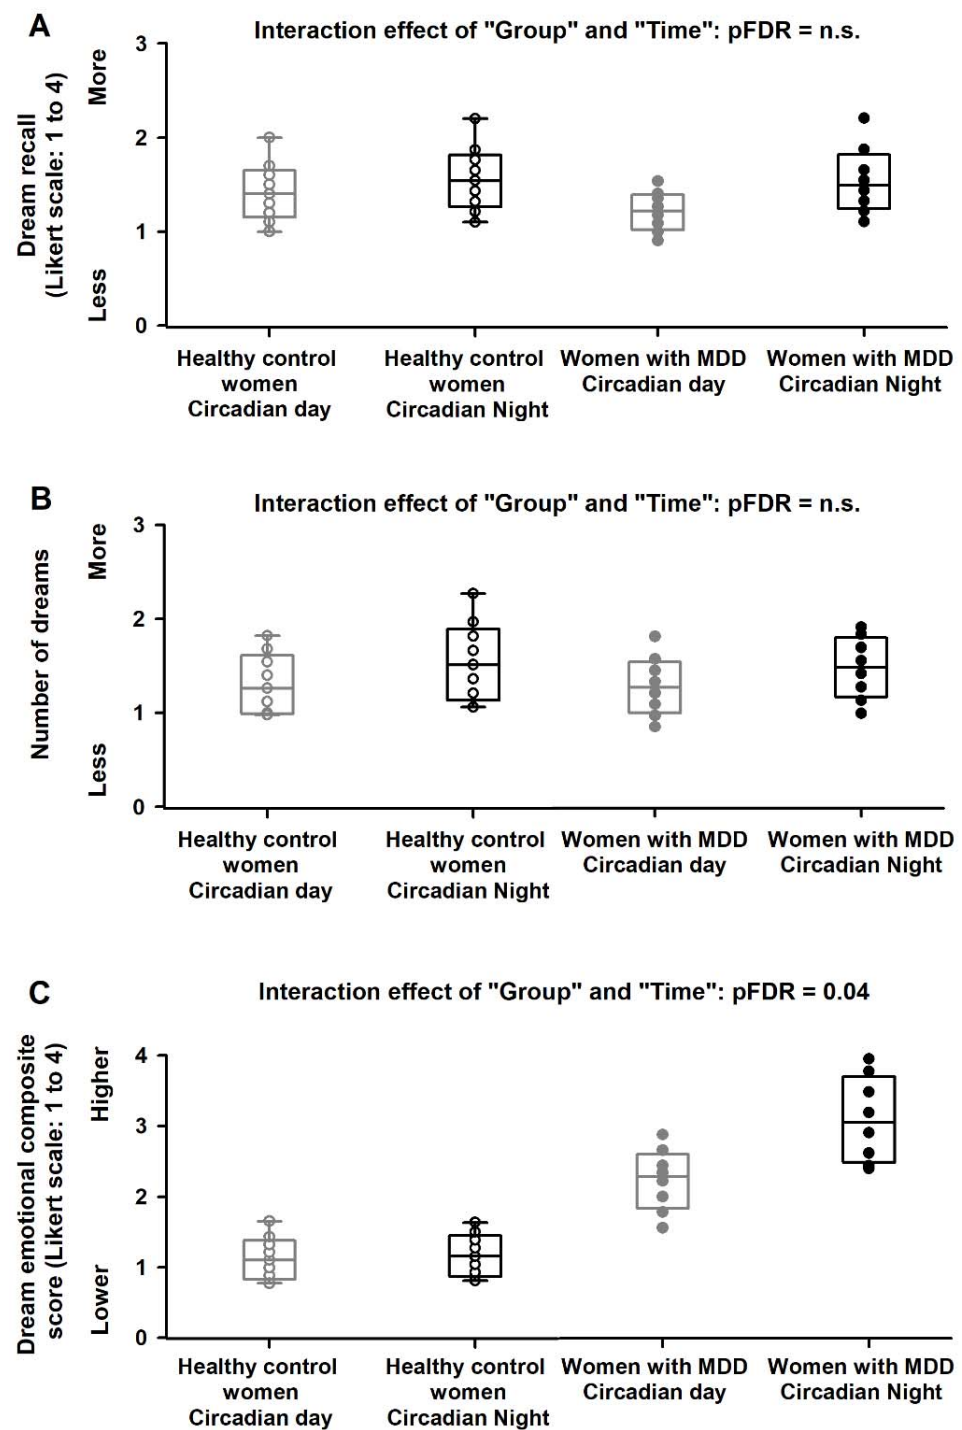 A
Interaction effect of "Group" and "Time": pFDR = n.s.
Dream recall
(Likert scale: 1 to 4)
More
Less
3
2
1
0
Healthy control
women
Circadian day
Healthy control
women
Circadian Night
Women with MDD
Circadian day
Women with MDD
Circadian Night
B
Interaction effect of "Group" and "Time": pFDR = n.s.
Number of dreams
More
Less
3
2
1
0
Healthy control
women
Circadian day
Healthy control
women
Circadian Night
Women with MDD
Circadian day
Women with MDD
Circadian Night
C
Interaction effect of "Group" and "Time": pFDR = 0.04
Dream emotional composite
score (Likert scale: 1 to 4)
Higher
Lower
4
3
2
1
0
Healthy control
women
Circadian day
Healthy control
women
Circadian Night
Women with MDD
Circadian day
Women with MDD
Circadian Night